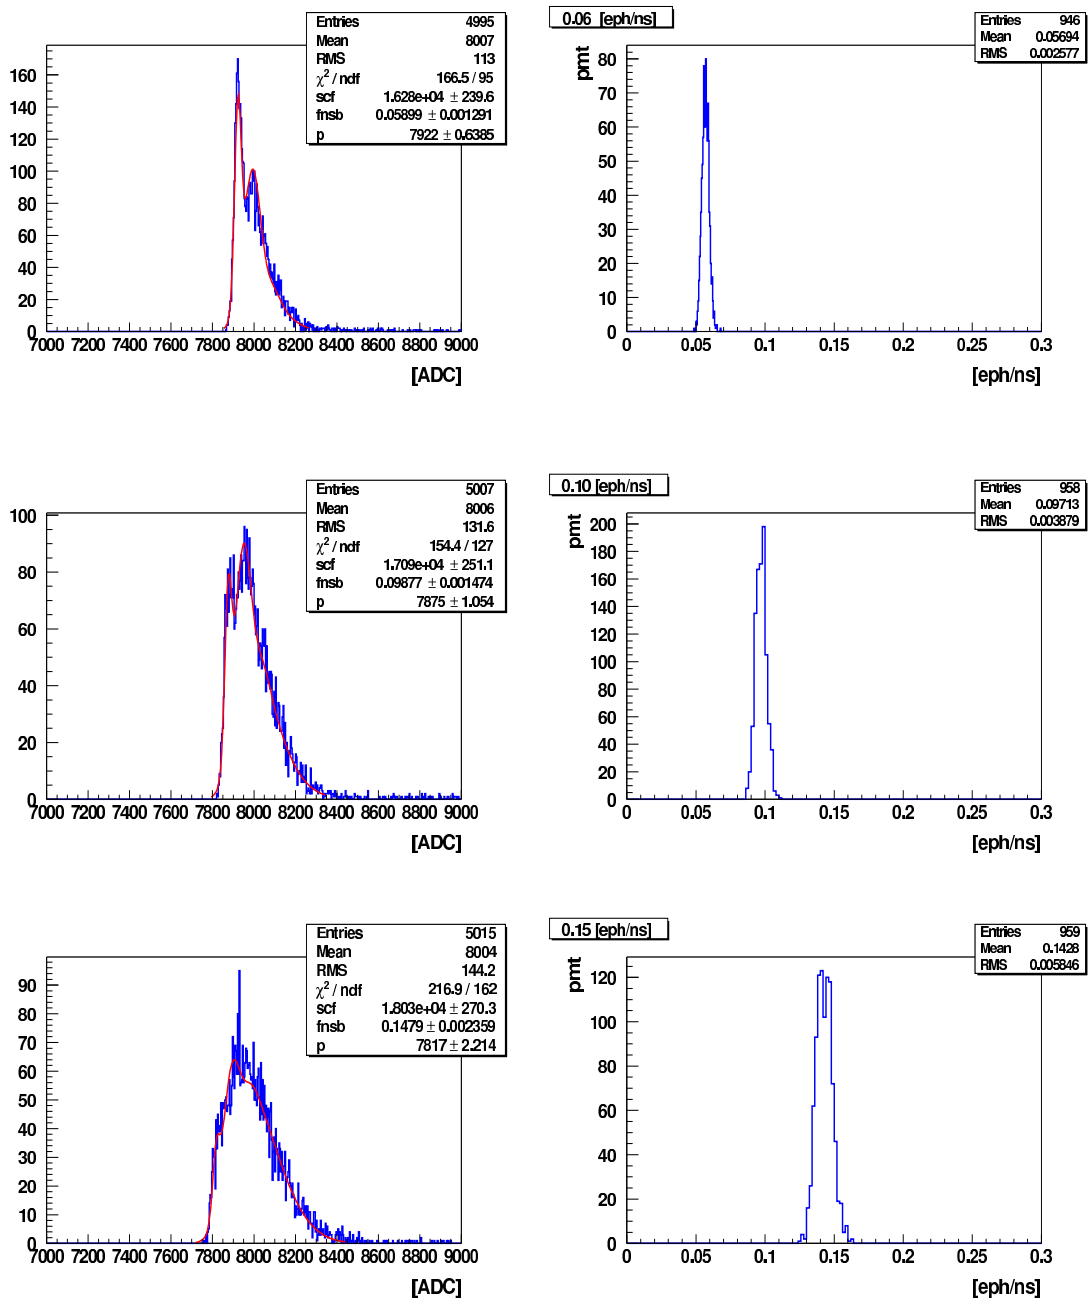 Entries 4995
Mean 8007
RMS 113
χ² / ndf 166.5 / 95
scf 1.628e+04 ± 239.6
fnsb 0.05899 ± 0.001291
p 7922 ± 0.6385
160
140
120
100
80
60
40
20
0
7000 7200 7400 7600 7800 8000 8200 8400 8600 8800 9000
[ADC]
0.06 [eph/ns]
Entries 946
Mean 0.05694
RMS 0.002577
pmt
80
70
60
50
40
30
20
10
0
0 0.05 0.1 0.15 0.2 0.25 0.3
[eph/ns]
Entries 5007
Mean 8006
RMS 131.6
χ² / ndf 154.4 / 127
scf 1.709e+04 ± 251.1
fnsb 0.09877 ± 0.001474
p 7875 ± 1.054
100
80
60
40
20
0
7000 7200 7400 7600 7800 8000 8200 8400 8600 8800 9000
[ADC]
0.10 [eph/ns]
Entries 958
Mean 0.09713
RMS 0.003879
pmt
200
180
160
140
120
100
80
60
40
20
0
0 0.05 0.1 0.15 0.2 0.25 0.3
[eph/ns]
Entries 5015
Mean 8004
RMS 144.2
χ² / ndf 216.9 / 162
scf 1.803e+04 ± 270.3
fnsb 0.1479 ± 0.002359
p 7817 ± 2.214
90
80
70
60
50
40
30
20
10
0
7000 7200 7400 7600 7800 8000 8200 8400 8600 8800 9000
[ADC]
0.15 [eph/ns]
Entries 959
Mean 0.1428
RMS 0.005846
pmt
120
100
80
60
40
20
0
0 0.05 0.1 0.15 0.2 0.25 0.3
[eph/ns]